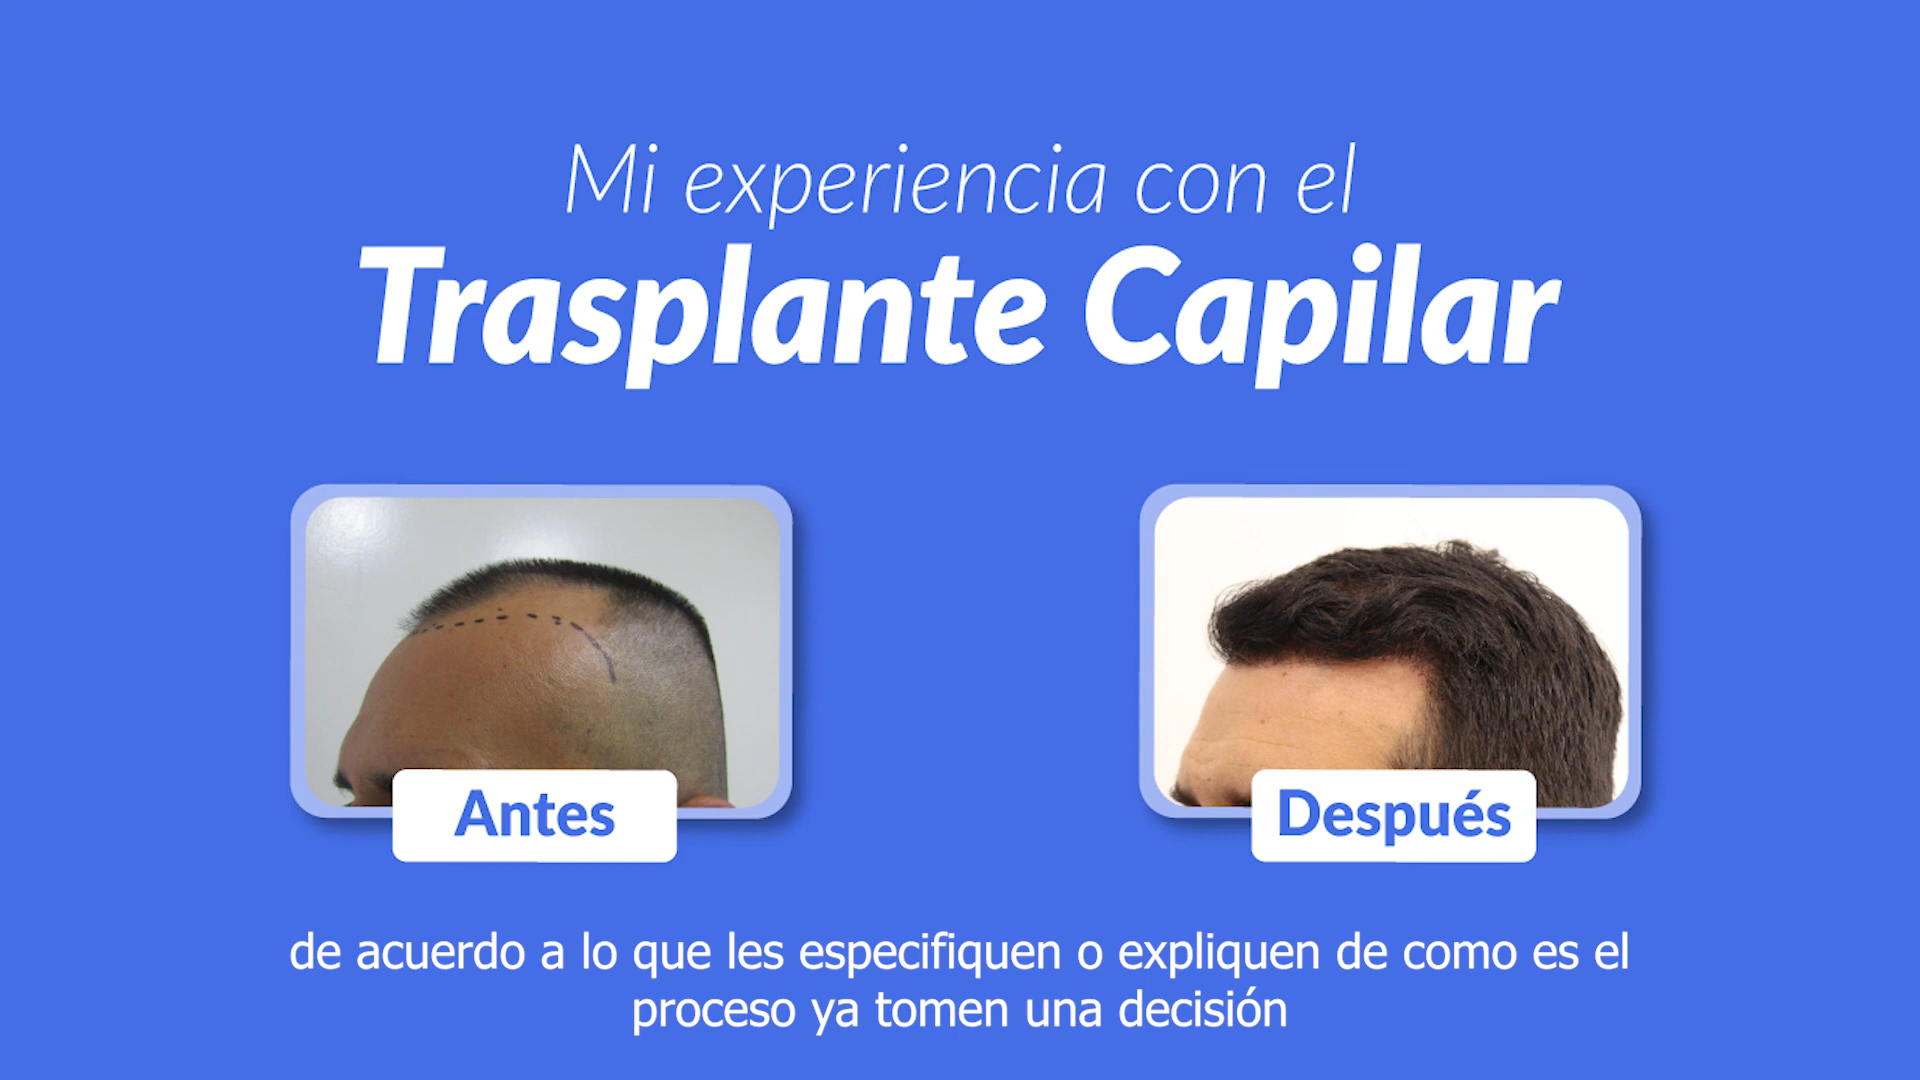 Mi experiencia con el
Trasplante Capilar
Antes
Después
de acuerdo a lo que les especifiquen o expliquen de como es el
proceso ya tomen una decisión